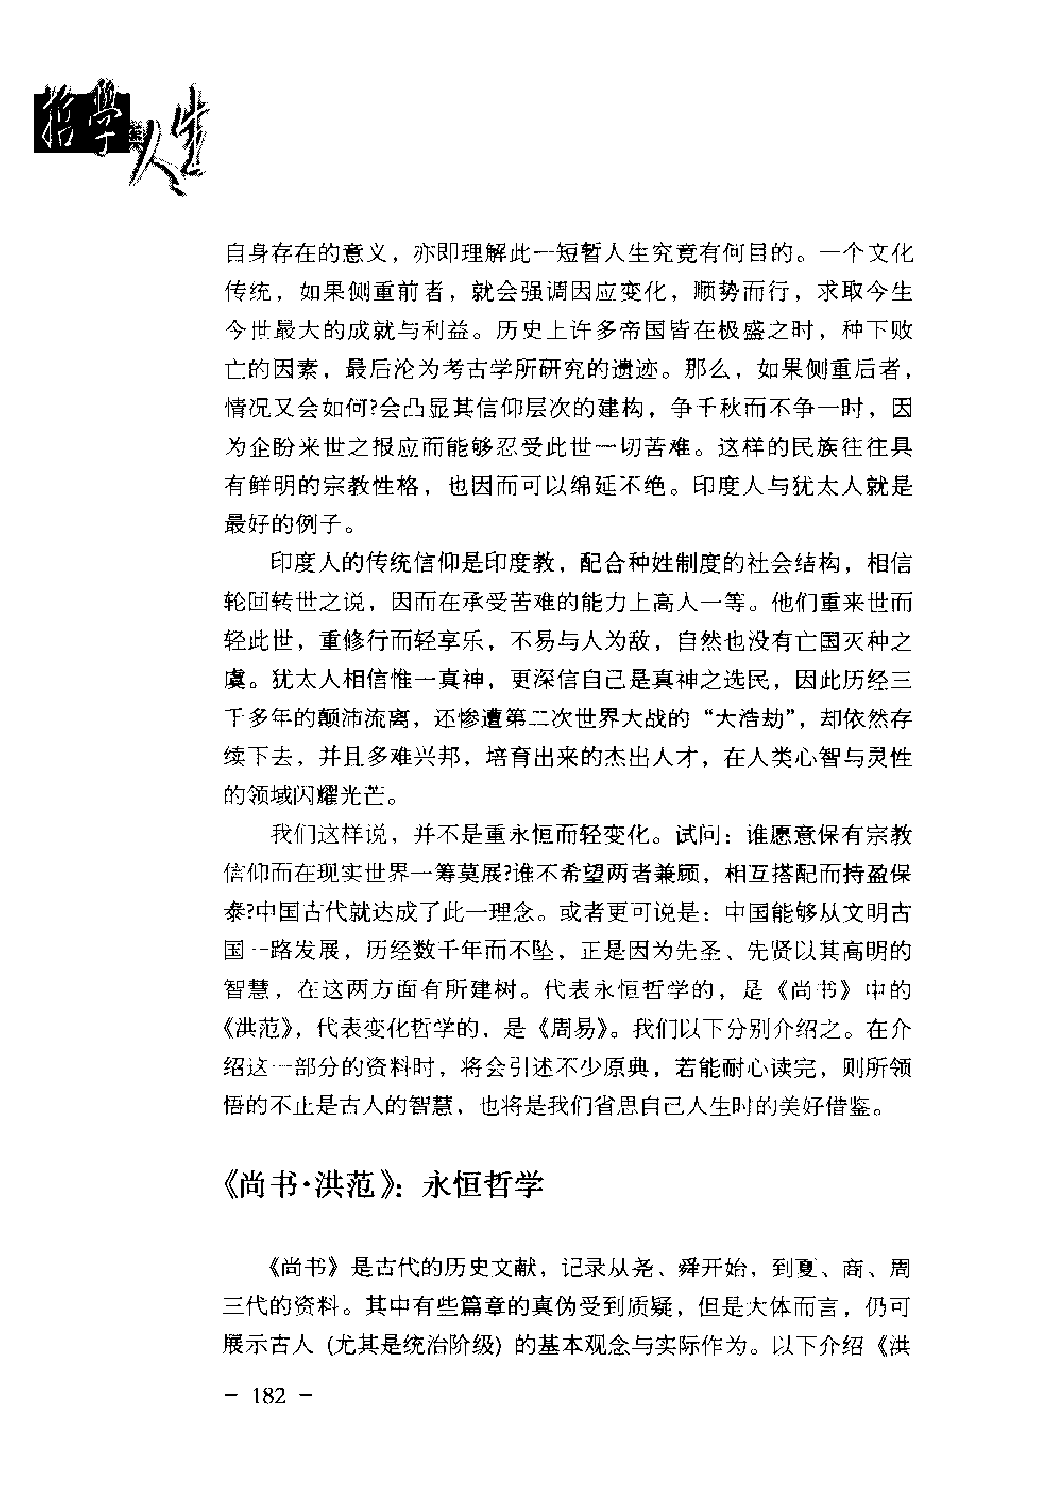 哲學與人生
自身存在的意义，亦即理解此一短暂人生究竟有何目的。一个文化
传统，如果侧重前者，就会强调因应变化，顺势而行，求取今生
今世最大的成就与利益。历史上许多帝国皆在极盛之时，种下败
亡的因素，最后沦为考古学所研究的遗迹。那么，如果侧重后者，
情况又会如何?会凸显其信仰层次的建构，争千秋而不争一时，因
为企盼来世之报应而能够忍受此世一切苦难。这样的民族往往具
有鲜明的宗教性格，也因而可以绵延不绝。印度人与犹太人就是
最好的例子。
印度人的传统信仰是印度教，配合种姓制度的社会结构，相信
轮回转世之说，因而在承受苦难的能力上高人一等。他们重来世而
轻此世，重修行而轻享乐，不易与人为敌，自然也没有亡国灭种之
虞。犹太人相信惟一真神，更深信自己是真神之选民，因此历经三
千多年的颠沛流离，还惨遭第二次世界大战的“大浩劫”，却依然存
续下去，并且多难兴邦，培育出来的杰出人才，在人类心智与灵性
的领域闪耀光芒。
我们这样说，并不是重永恒而轻变化。试问：谁愿意保有宗教
信仰而在现实世界一筹莫展?谁不希望两者兼顾，相互搭配而持盈保
泰?中国古代就达成了此一理念。或者更可说是：中国能够从文明古
国一路发展，历经数千年而不坠，正是因为先圣、先贤以其高明的
智慧，在这两方面有所建树。代表永恒哲学的，是《尚书》中的
《洪范》，代表变化哲学的，是《周易》。我们以下分别介绍之。在介
绍这一部分的资料时，将会引述不少原典，若能耐心读完，则所领
悟的不止是古人的智慧，也将是我们省思自己人生时的美好借鉴。
《尚书·洪范》：永恒哲学
《尚书》是古代的历史文献，记录从尧、舜开始，到夏、商、周
三代的资料。其中有些篇章的真伪受到质疑，但是大体而言，仍可
展示古人 (尤其是统治阶级) 的基本观念与实际作为。以下介绍《洪
- 182 -